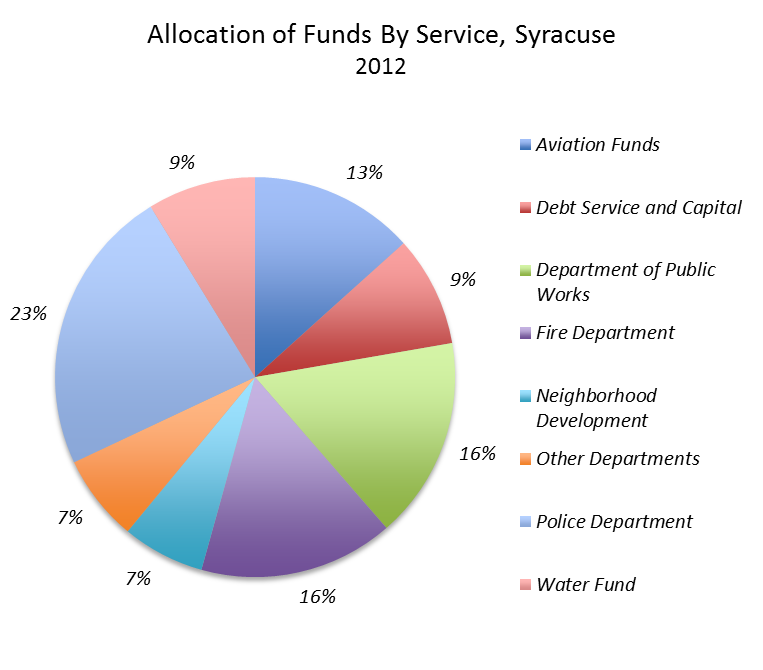 Allocation of Funds By Service, Syracuse
2012
9%
13%
9%
23%
16%
7%
7%
16%
Aviation Funds
Debt Service and Capital
Department of Public
Works
Fire Department
Neighborhood
Development
Other Departments
Police Department
Water Fund